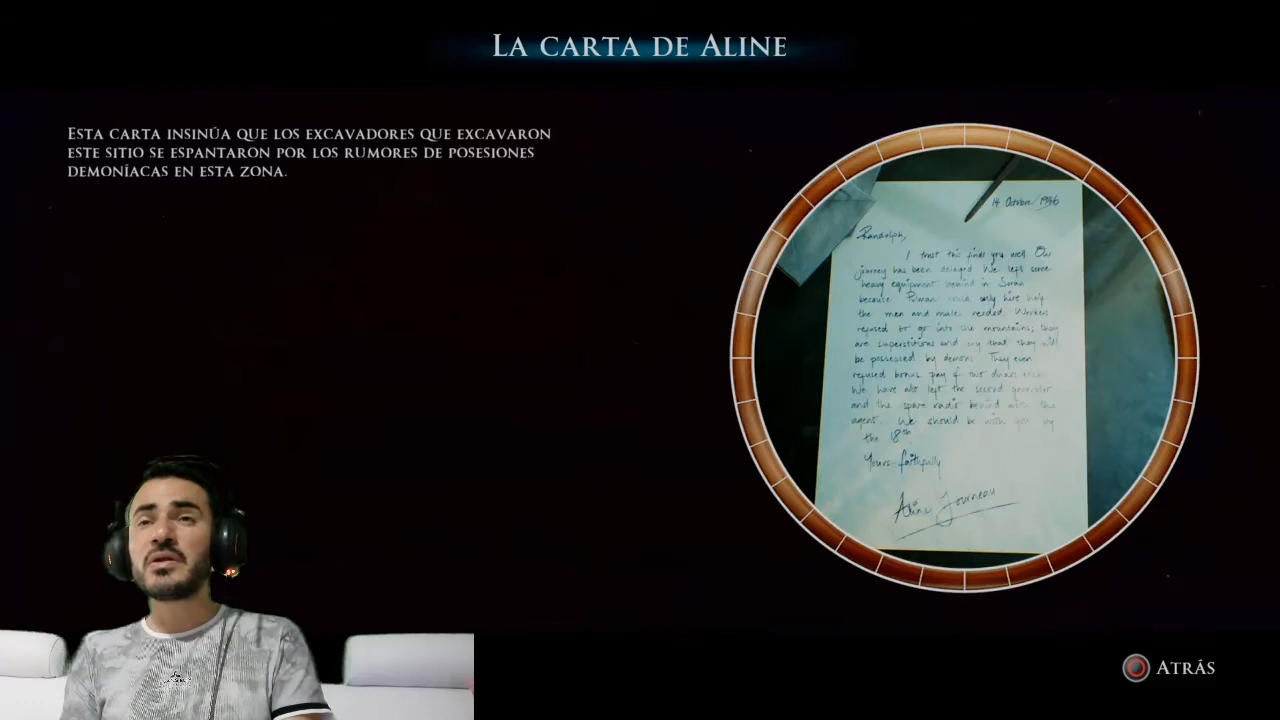 La carta de Aline
Esta carta insinúa que los excavadores que excavaron
este sitio se espantaron por los rumores de posesiones
demoníacas en esta zona.
14 October/1946
Randolph,
I trust this finds you well. Our
journey has been delayed. We left some
heavy equipment behind in Soran
because could only hire half
the men and mules needed. Workers
refused to go into the mountains; they
are superstitious and say that they will
be possessed by demons. They even
refused bonus pay of two dinars
We have also left the second generator
and the spare radio behind with the
agent. We should be with you by
the 18th
Yours faithfully
Aline Journeau
Atrás